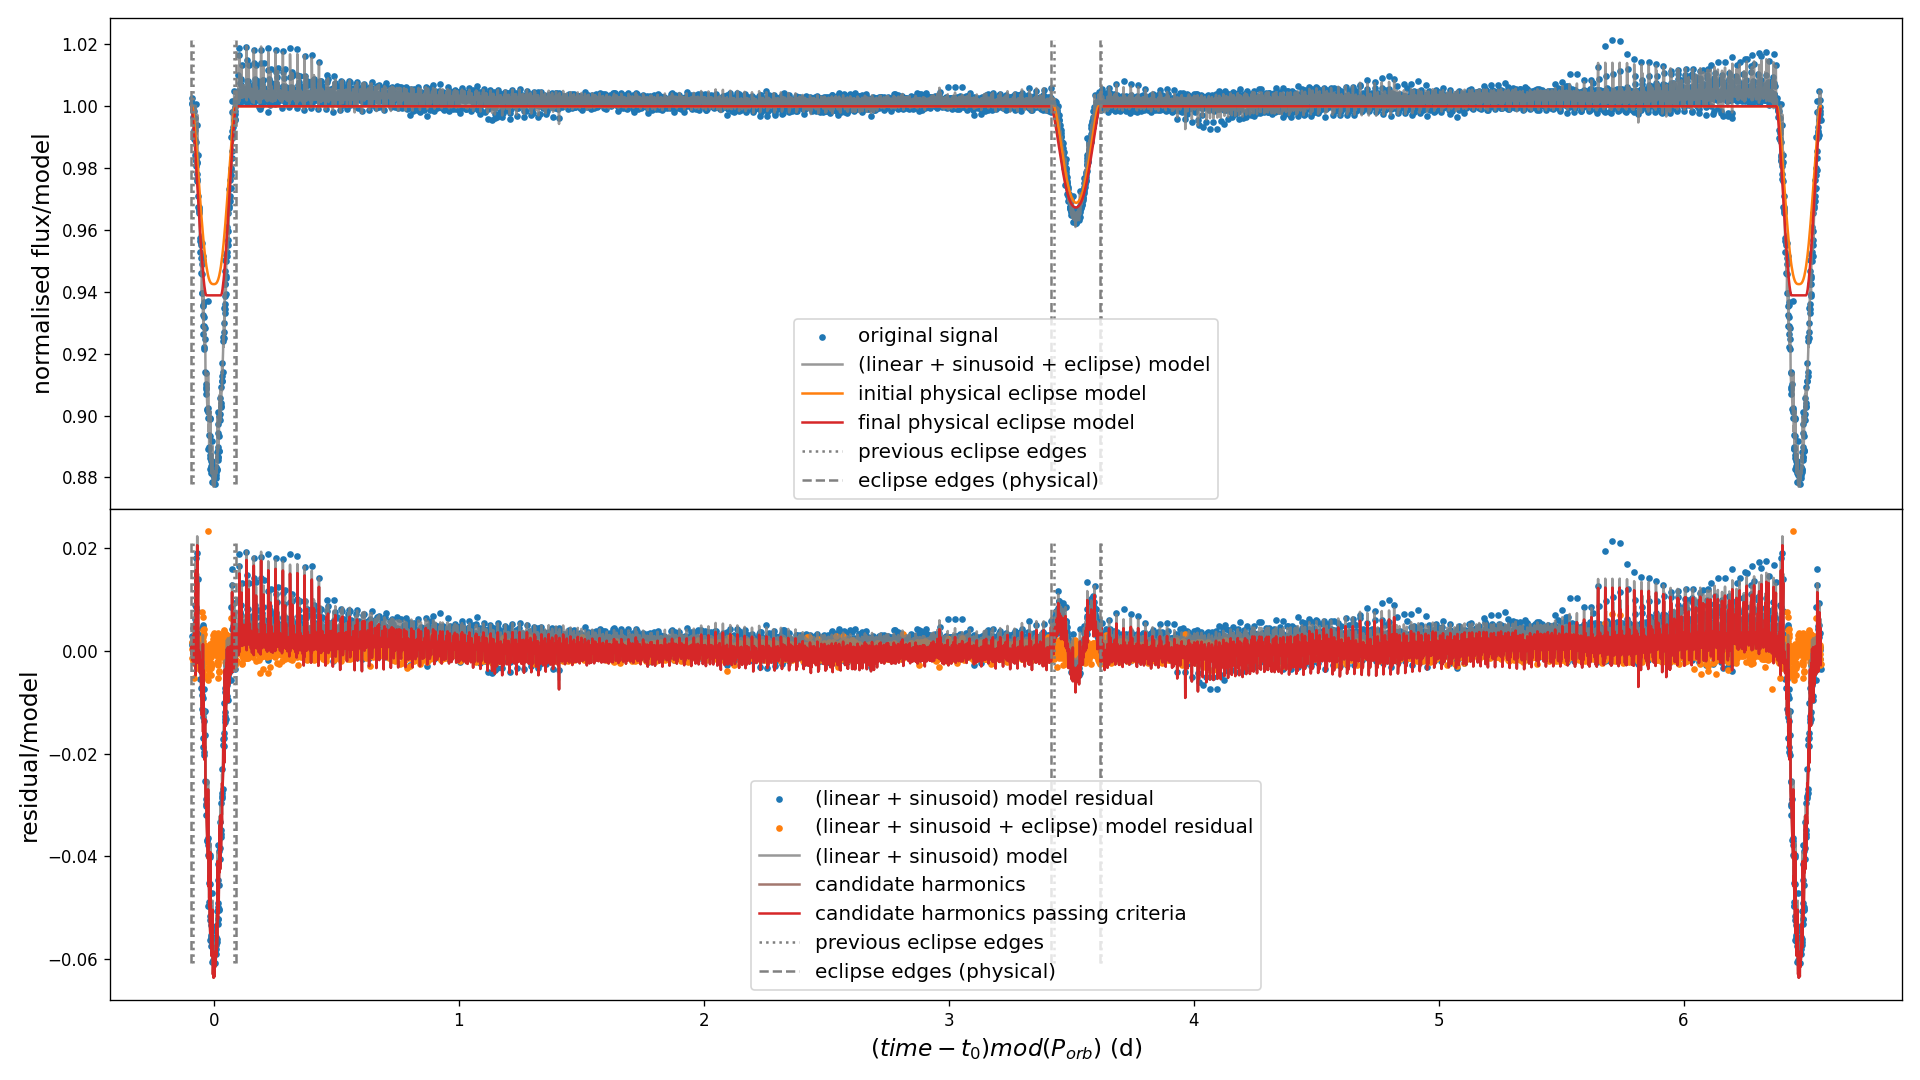 1.02
1.00
0.98
0.96
0.94
0.92
0.90
0.88
normalised flux/model
original signal
(linear + sinusoid + eclipse) model
initial physical eclipse model
final physical eclipse model
previous eclipse edges
eclipse edges (physical)
0.02
0.00
−0.02
−0.04
−0.06
residual/model
(linear + sinusoid) model residual
(linear + sinusoid + eclipse) model residual
(linear + sinusoid) model
candidate harmonics
candidate harmonics passing criteria
previous eclipse edges
eclipse edges (physical)
0 1 2 3 4 5 6
(time − t₀)mod(P_orb) (d)